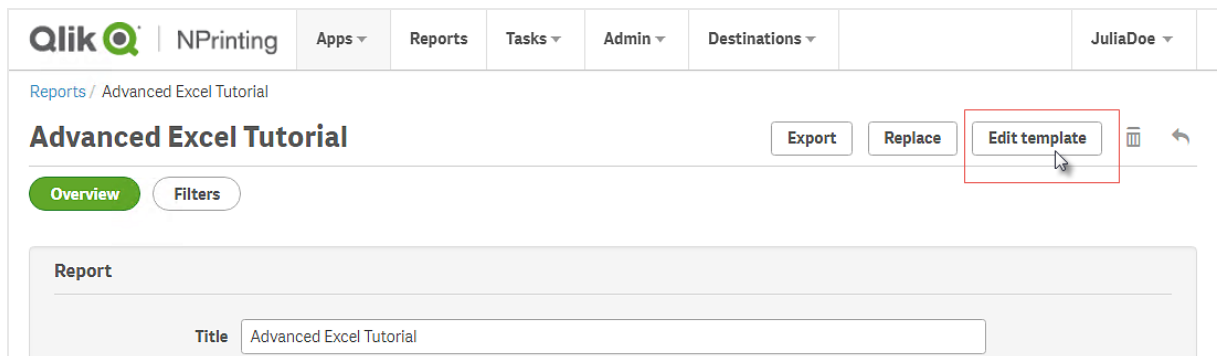 Qlik NPrinting Apps Reports Tasks Admin Destinations JuliaDoe
Reports / Advanced Excel Tutorial
Advanced Excel Tutorial Export Replace Edit template
Overview Filters
Report
Title Advanced Excel Tutorial